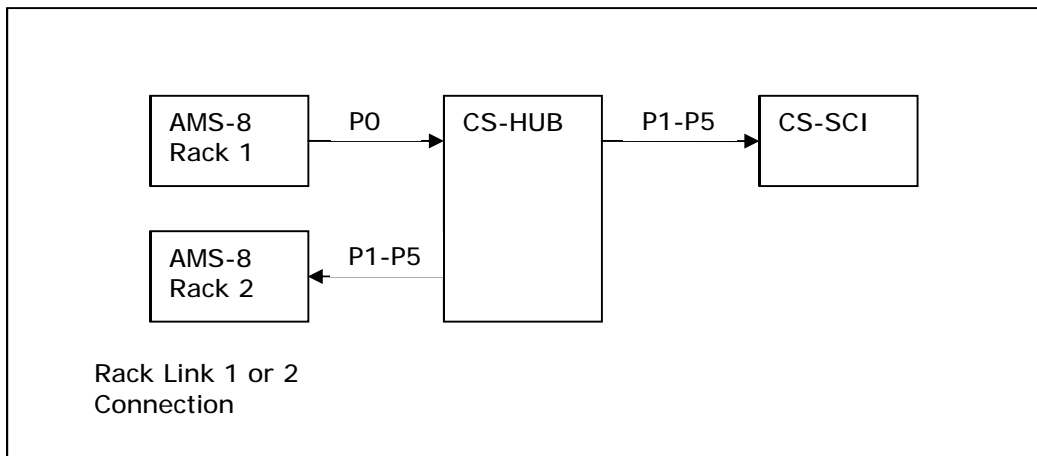 AMS-8
Rack 1
P0
CS-HUB
P1-P5
CS-SCI
AMS-8
Rack 2
P1-P5
Rack Link 1 or 2
Connection